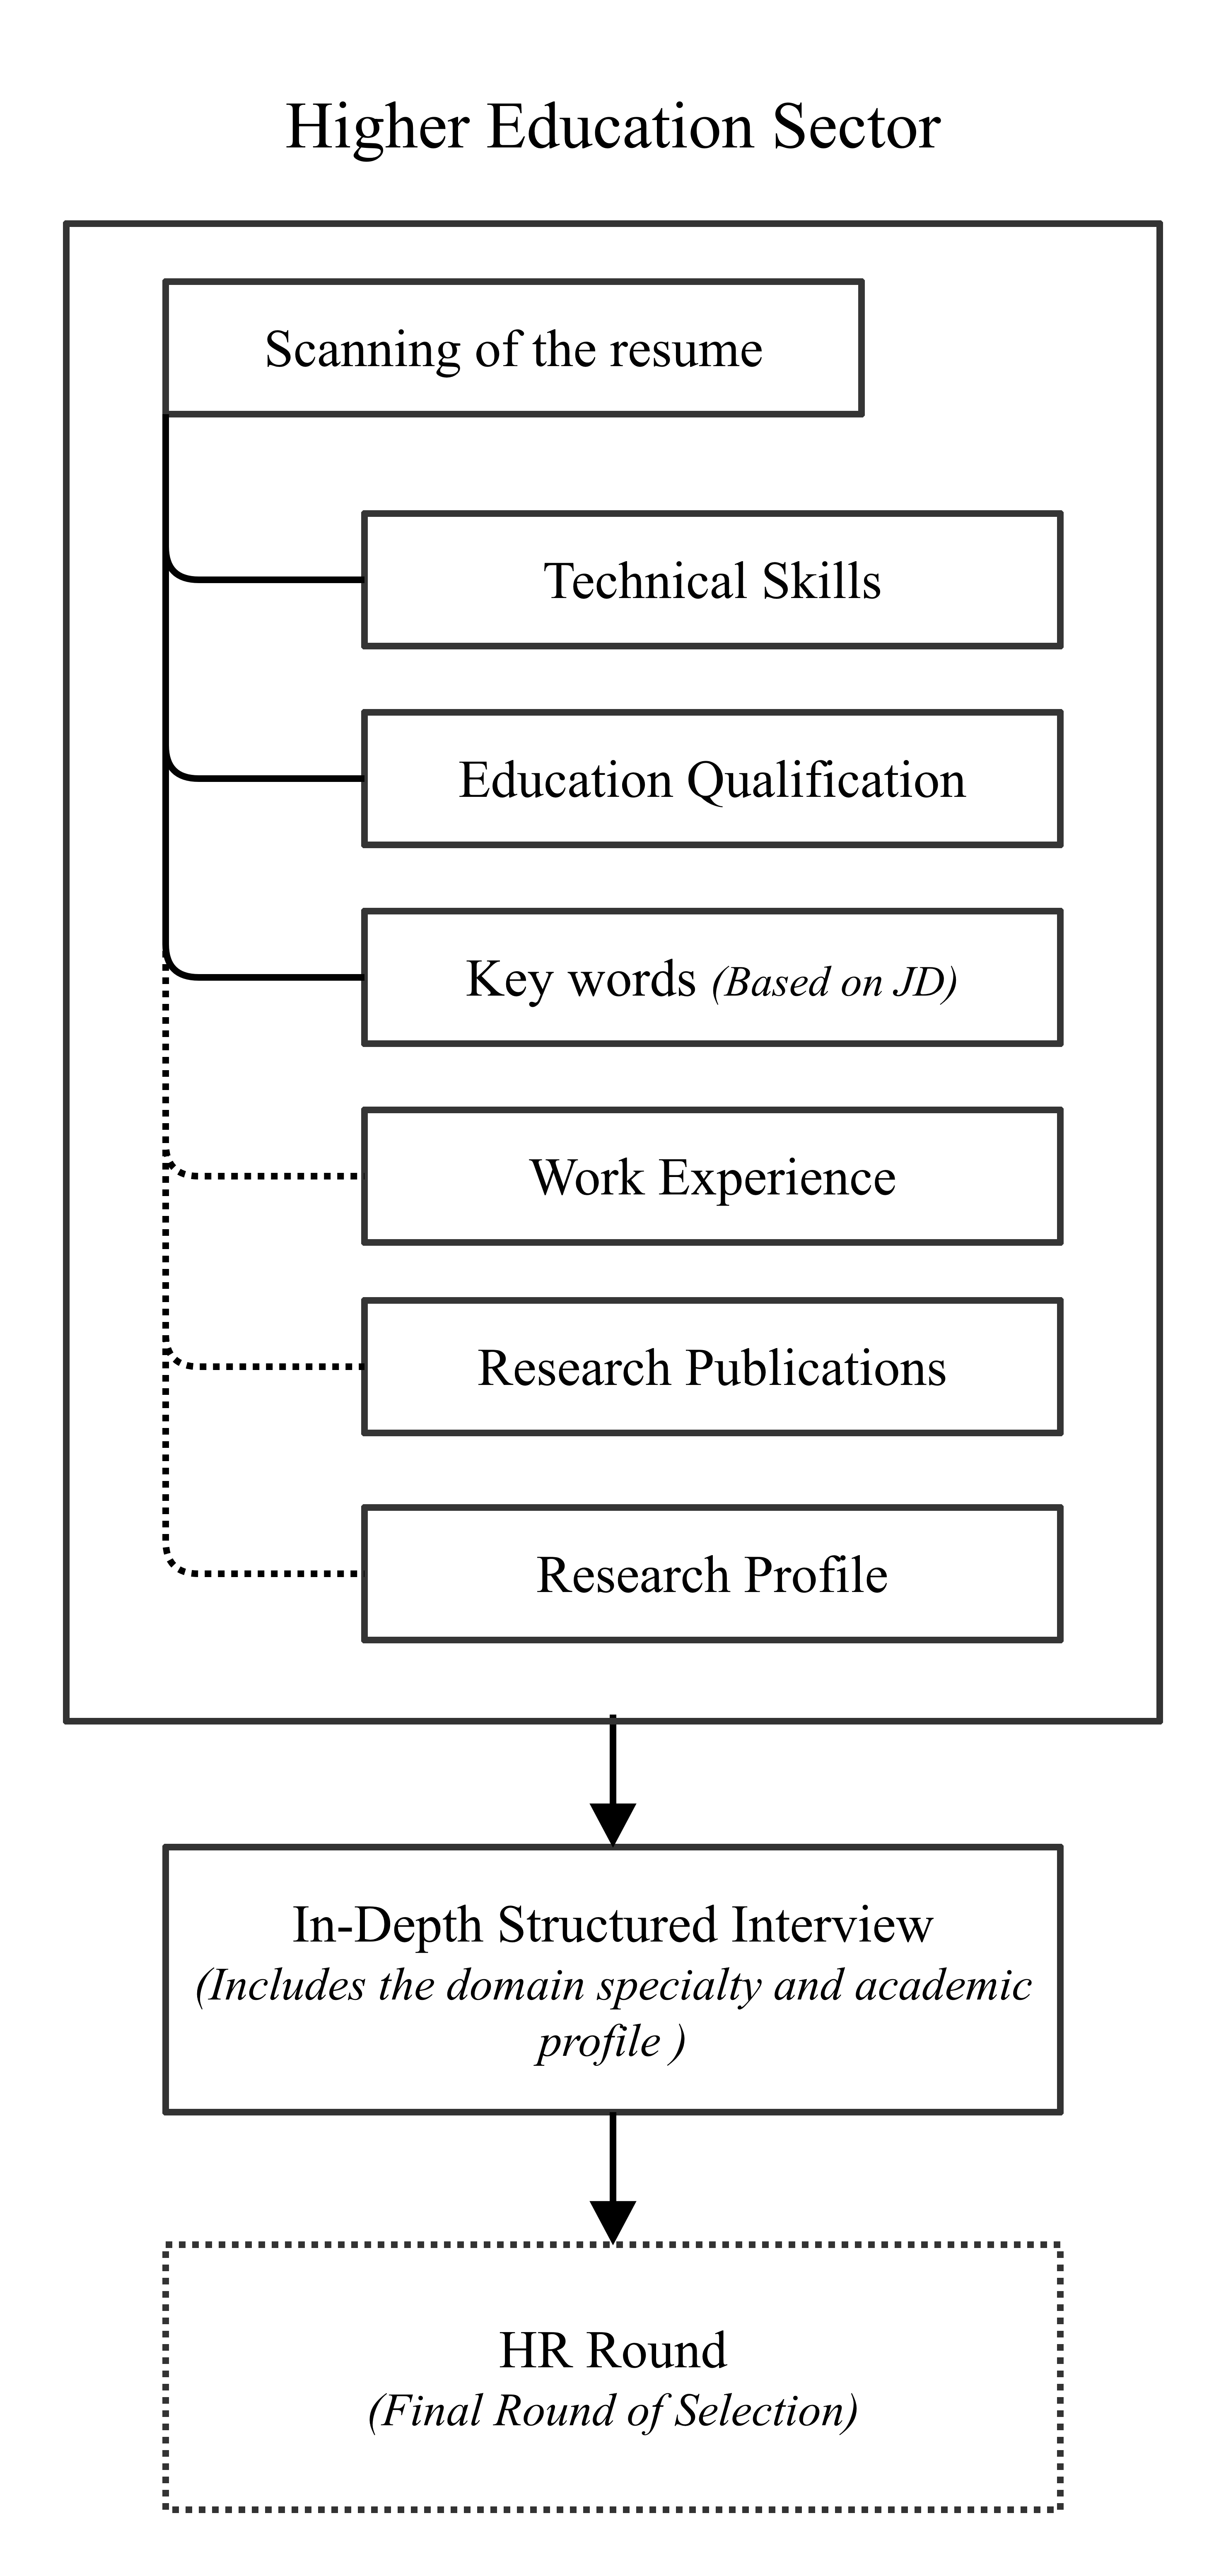 Higher Education Sector
Scanning of the resume
Technical Skills
Education Qualification
Key words (Based on JD)
Work Experience
Research Publications
Research Profile
In-Depth Structured Interview
(Includes the domain specialty and academic
profile )
HR Round
(Final Round of Selection)